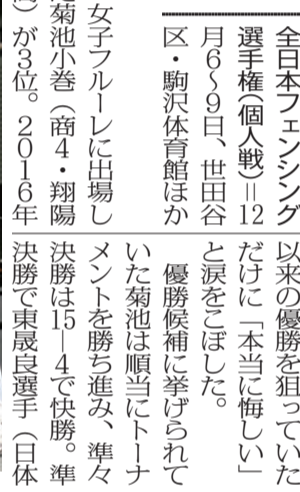 全日本フェンシング
選手権(個人戦)=12
月6〜9日、世田谷
区・駒沢体育館ほか
女子フルーレに出場し
菊池小巻(商4・翔陽
)が3位。2016年
以来の優勝を狙っていた
だけに「本当に悔しい」
と涙をこぼした。
優勝候補に挙げられて
いた菊池は順当にトーナ
メントを勝ち進み、準々
決勝は15―4で快勝。準
決勝で東晟良選手(日体